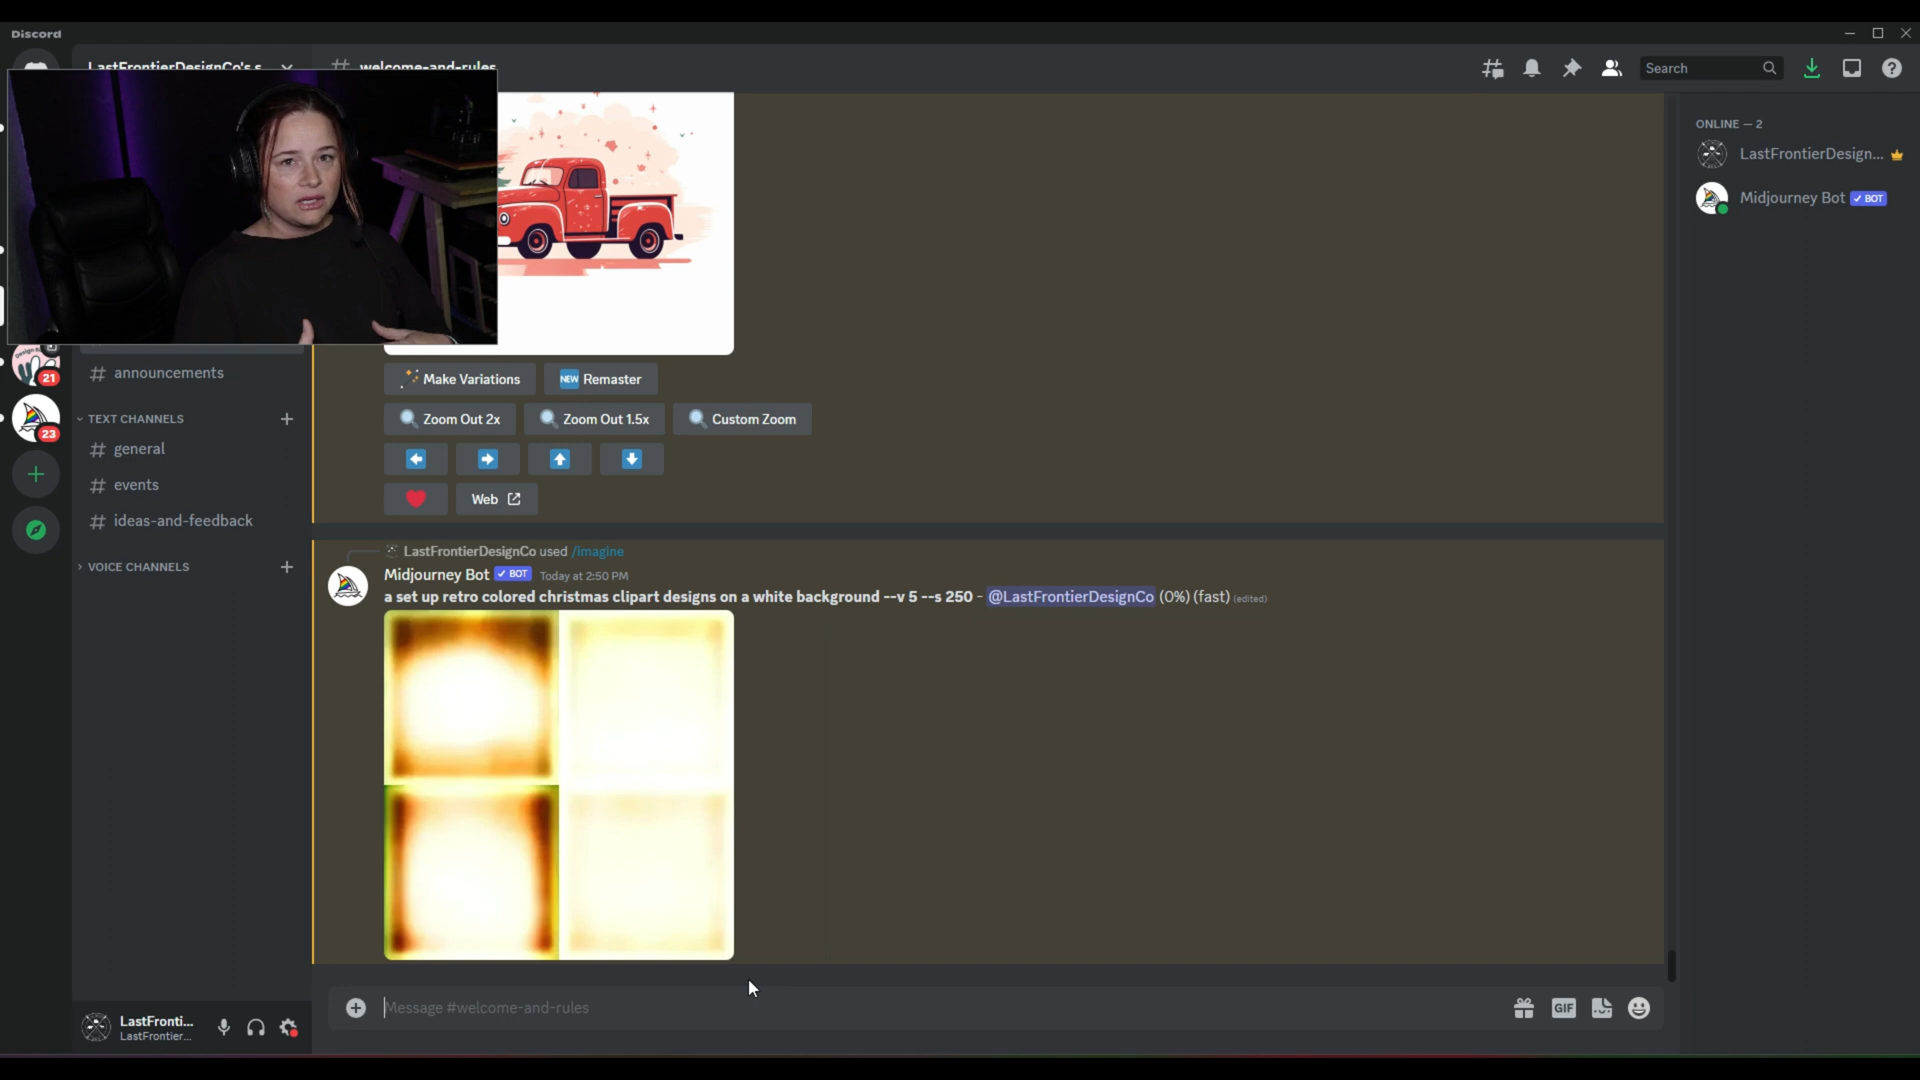 Discord
LastFrontierDesignCo's s
welcome-and-rules
Search
21
23
announcements
TEXT CHANNELS
general
events
ideas-and-feedback
VOICE CHANNELS
Make Variations
NEW Remaster
Zoom Out 2x
Zoom Out 1.5x
Custom Zoom
Web
LastFrontierDesignCo used /imagine
Midjourney Bot ✓ BOT Today at 2:50 PM
a set up retro colored christmas clipart designs on a white background --v 5 --s 250 - @LastFrontierDesignCo (0%) (fast) (edited)
Message #welcome-and-rules
GIF
LastFronti...
LastFrontier...
ONLINE — 2
LastFrontierDesign...
Midjourney Bot ✓ BOT